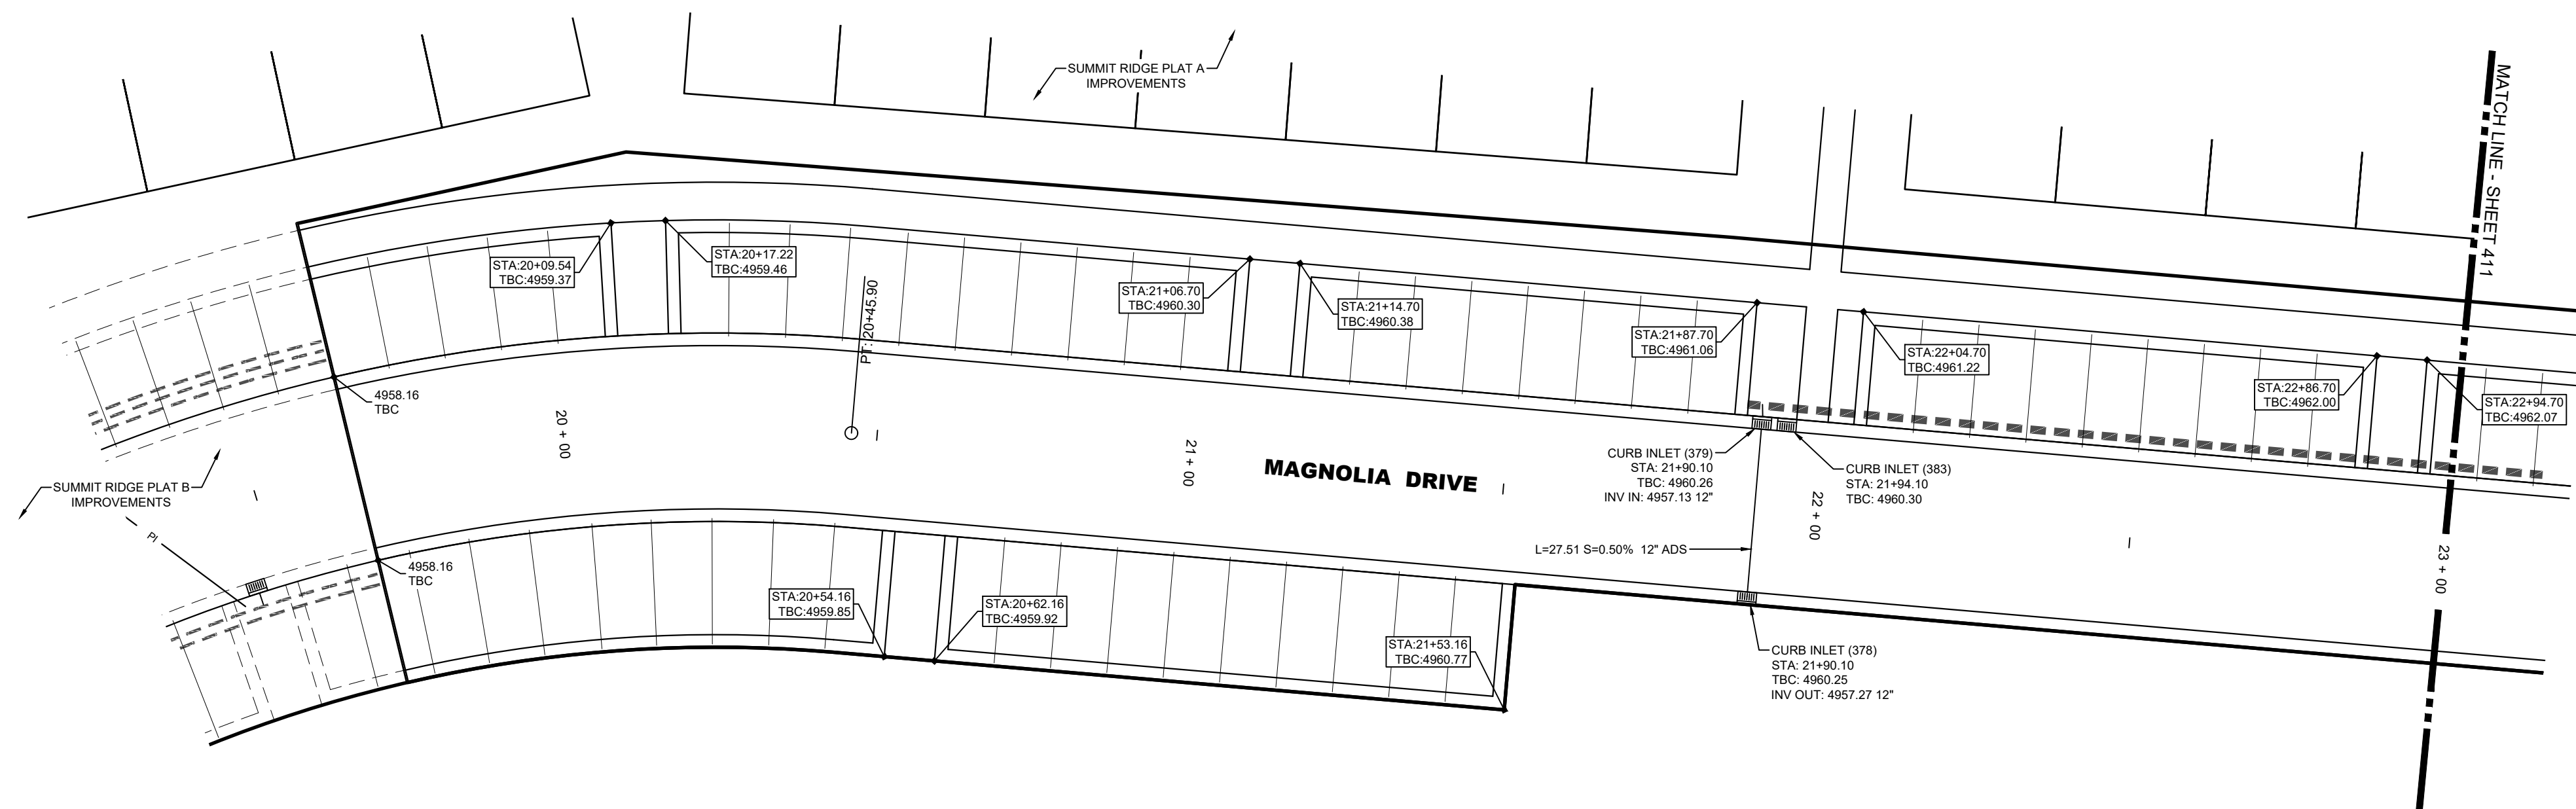 SUMMIT RIDGE PLAT A
IMPROVEMENTS
MATCH LINE - SHEET 411
STA:20+09.54
TBC:4959.37
STA:20+17.22
TBC:4959.46
PT: 20+45.90
STA:21+06.70
TBC:4960.30
STA:21+14.70
TBC:4960.38
STA:21+87.70
TBC:4961.06
STA:22+04.70
TBC:4961.22
STA:22+86.70
TBC:4962.00
STA:22+94.70
TBC:4962.07
4958.16
TBC
20 + 00
21 + 00
MAGNOLIA DRIVE
CURB INLET (379)
STA: 21+90.10
TBC: 4960.26
INV IN: 4957.13 12"
CURB INLET (383)
STA: 21+94.10
TBC: 4960.30
22 + 00
SUMMIT RIDGE PLAT B
IMPROVEMENTS
PI
L=27.51 S=0.50% 12" ADS
23 + 00
4958.16
TBC
STA:20+54.16
TBC:4959.85
STA:20+62.16
TBC:4959.92
STA:21+53.16
TBC:4960.77
CURB INLET (378)
STA: 21+90.10
TBC: 4960.25
INV OUT: 4957.27 12"